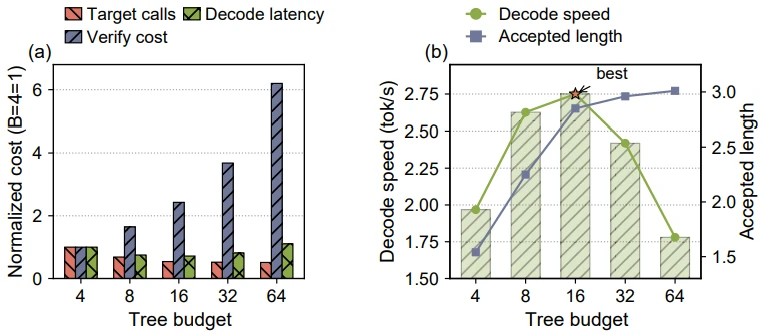 Target calls
Decode latency
Verify cost
(a)
Normalized cost (B=4=1)
6
4
2
0
4
8
16
32
64
Tree budget
Decode speed
Accepted length
(b)
best
Decode speed (tok/s)
2.75
2.50
2.25
2.00
1.75
1.50
3.0
2.5
2.0
1.5
Accepted length
4
8
16
32
64
Tree budget